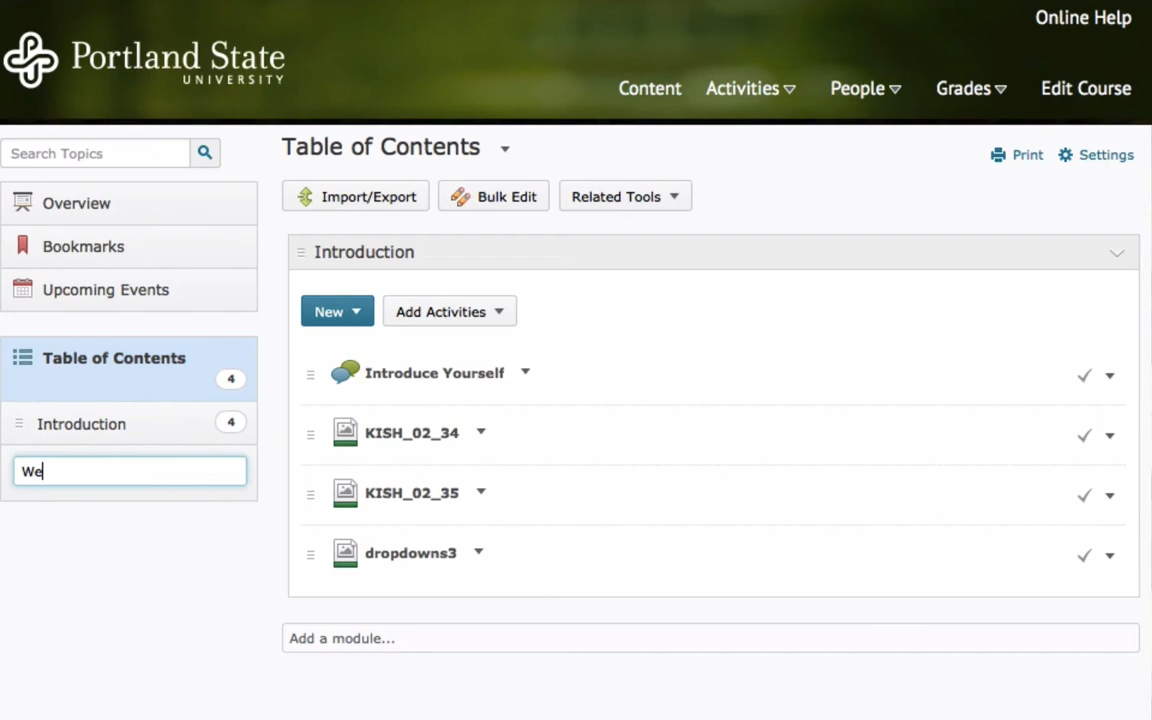 Online Help
Portland State
UNIVERSITY
Content Activities People Grades Edit Course
Search Topics
Overview
Bookmarks
Upcoming Events
Table of Contents
4
Introduction 4
We
Table of Contents
Print Settings
Import/Export Bulk Edit Related Tools
Introduction
New Add Activities
Introduce Yourself
KISH_02_34
KISH_02_35
dropdowns3
Add a module...